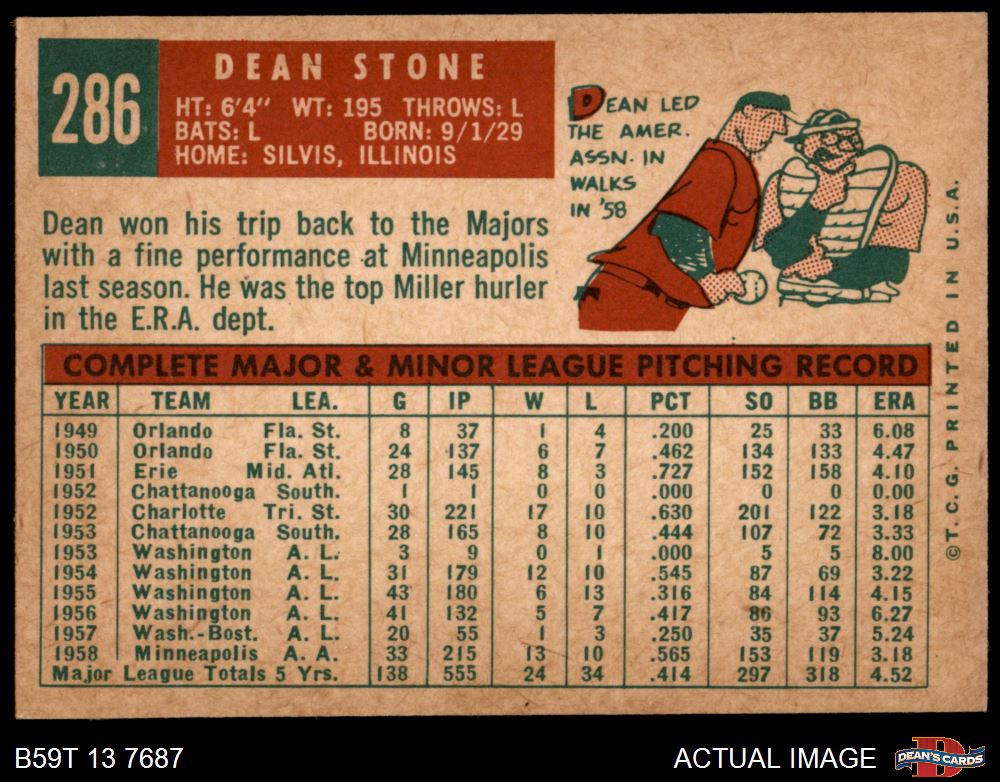 286
DEAN STONE
HT: 6'4" WT: 195 THROWS: L
BATS: L BORN: 9/1/29
HOME: SILVIS, ILLINOIS
DEAN LED
THE AMER.
ASSN. IN
WALKS
IN '58
Dean won his trip back to the Majors
with a fine performance at Minneapolis
last season. He was the top Miller hurler
in the E.R.A. dept.
COMPLETE MAJOR & MINOR LEAGUE PITCHING RECORD
YEAR TEAM LEA. G IP W L PCT SO BB ERA
1949 Orlando Fla. St. 8 37 1 4 .200 25 33 6.08
1950 Orlando Fla. St. 24 137 6 7 .462 134 133 4.47
1951 Erie Mid. Atl. 28 145 8 3 .727 152 158 4.10
1952 Chattanooga South. 1 1 0 0 .000 0 0 0.00
1952 Charlotte Tri. St. 30 221 17 10 .630 201 122 3.18
1953 Chattanooga South. 28 165 8 10 .444 107 72 3.33
1953 Washington A. L. 3 9 0 1 .000 5 5 8.00
1954 Washington A. L. 31 179 12 10 .545 87 69 3.22
1955 Washington A. L. 43 180 6 13 .316 84 114 4.15
1956 Washington A. L. 41 132 5 7 .417 86 93 6.27
1957 Wash.-Bost. A. L. 20 55 1 3 .250 35 37 5.24
1958 Minneapolis A. A. 33 215 13 10 .565 153 119 3.18
Major League Totals 5 Yrs. 138 555 24 34 .414 297 318 4.52
©T. C. G. PRINTED IN U.S.A.
B59T 13 7687
ACTUAL IMAGE
D
DEAN'S CARDS